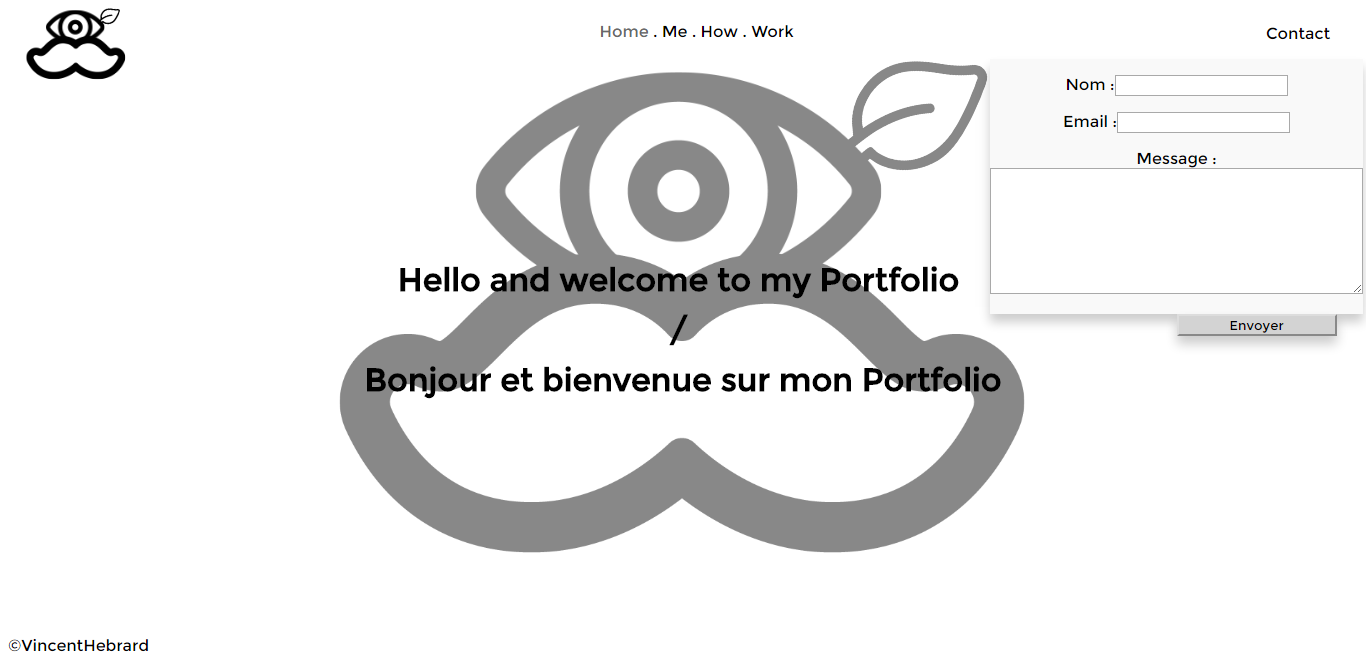 Home . Me . How . Work
Contact
Nom :
Email :
Message :
Envoyer
Hello and welcome to my Portfolio
/
Bonjour et bienvenue sur mon Portfolio
©VincentHebrard